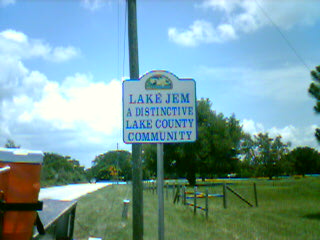 LAKE JEM
A DISTINCTIVE
LAKE COUNTY
COMMUNITY